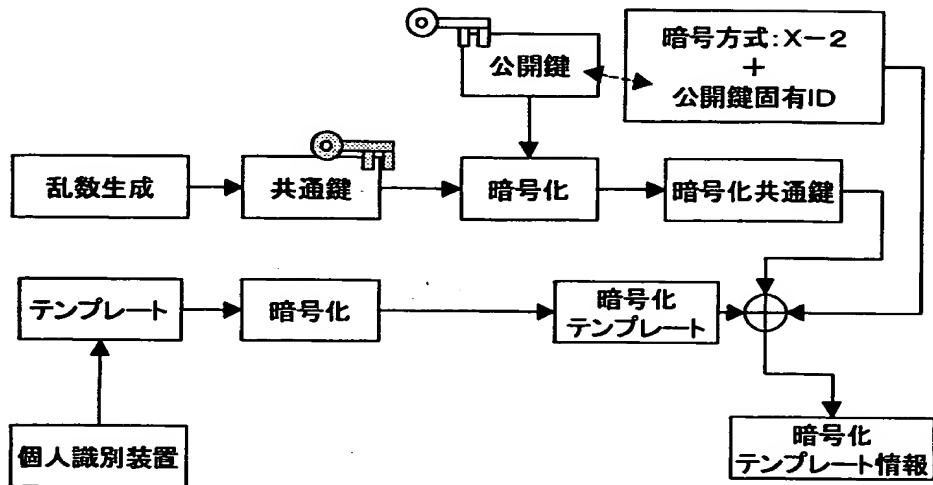 公開鍵
暗号方式:X-2
+
公開鍵固有ID
乱数生成
共通鍵
暗号化
暗号化共通鍵
テンプレート
暗号化
暗号化
テンプレート
個人識別装置
暗号化
テンプレート情報